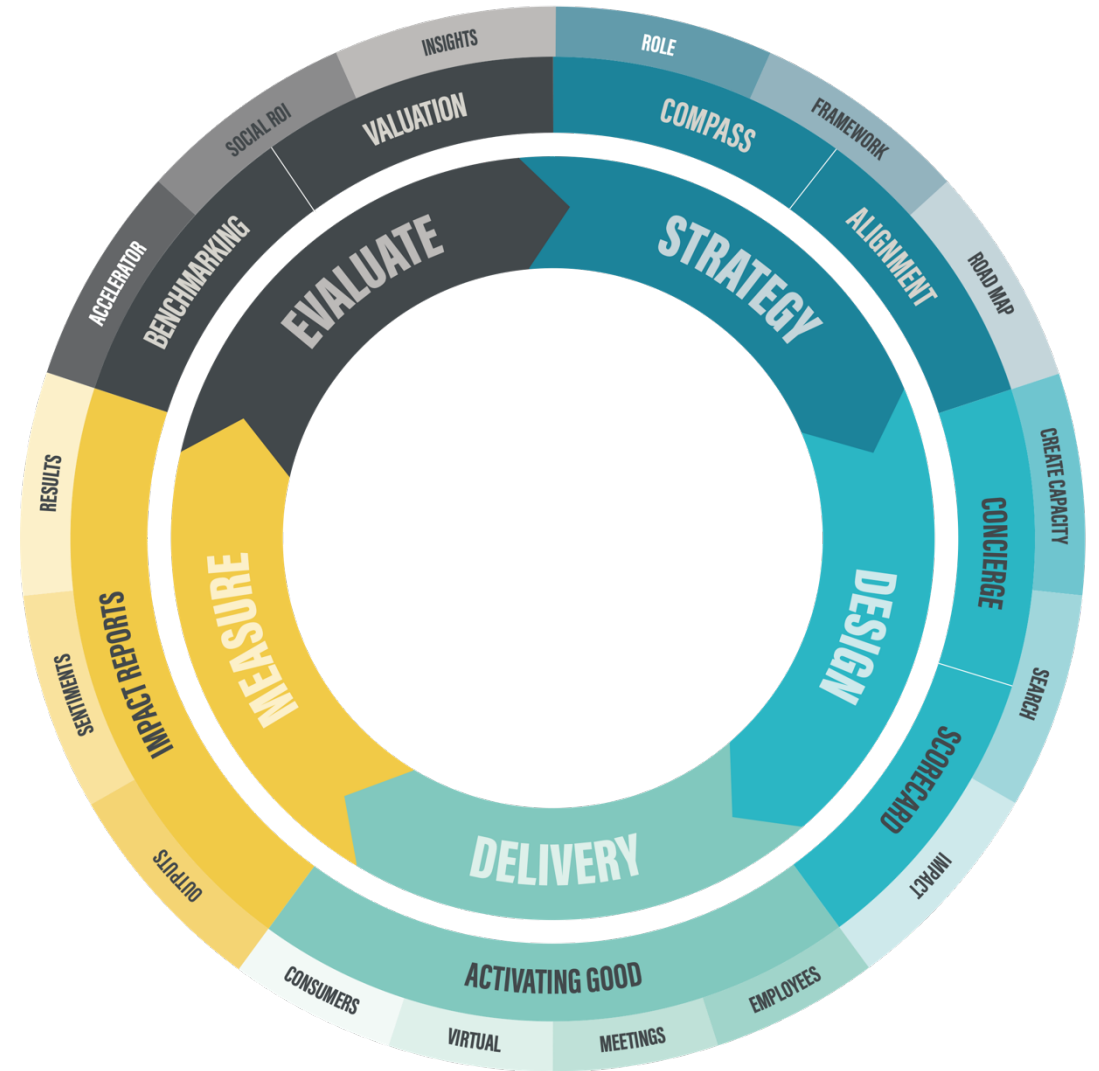 ROLE
FRAMEWORK
ROAD MAP
CREATE CAPACITY
SEARCH
IMPACT
EMPLOYEES
MEETINGS
VIRTUAL
CONSUMERS
OUTPUTS
SENTIMENTS
RESULTS
ACCELERATOR
SOCIAL ROI
INSIGHTS
COMPASS
ALIGNMENT
CONCIERGE
SCORECARD
ACTIVATING GOOD
IMPACT REPORTS
BENCHMARKING
VALUATION
STRATEGY
DESIGN
DELIVERY
MEASURE
EVALUATE